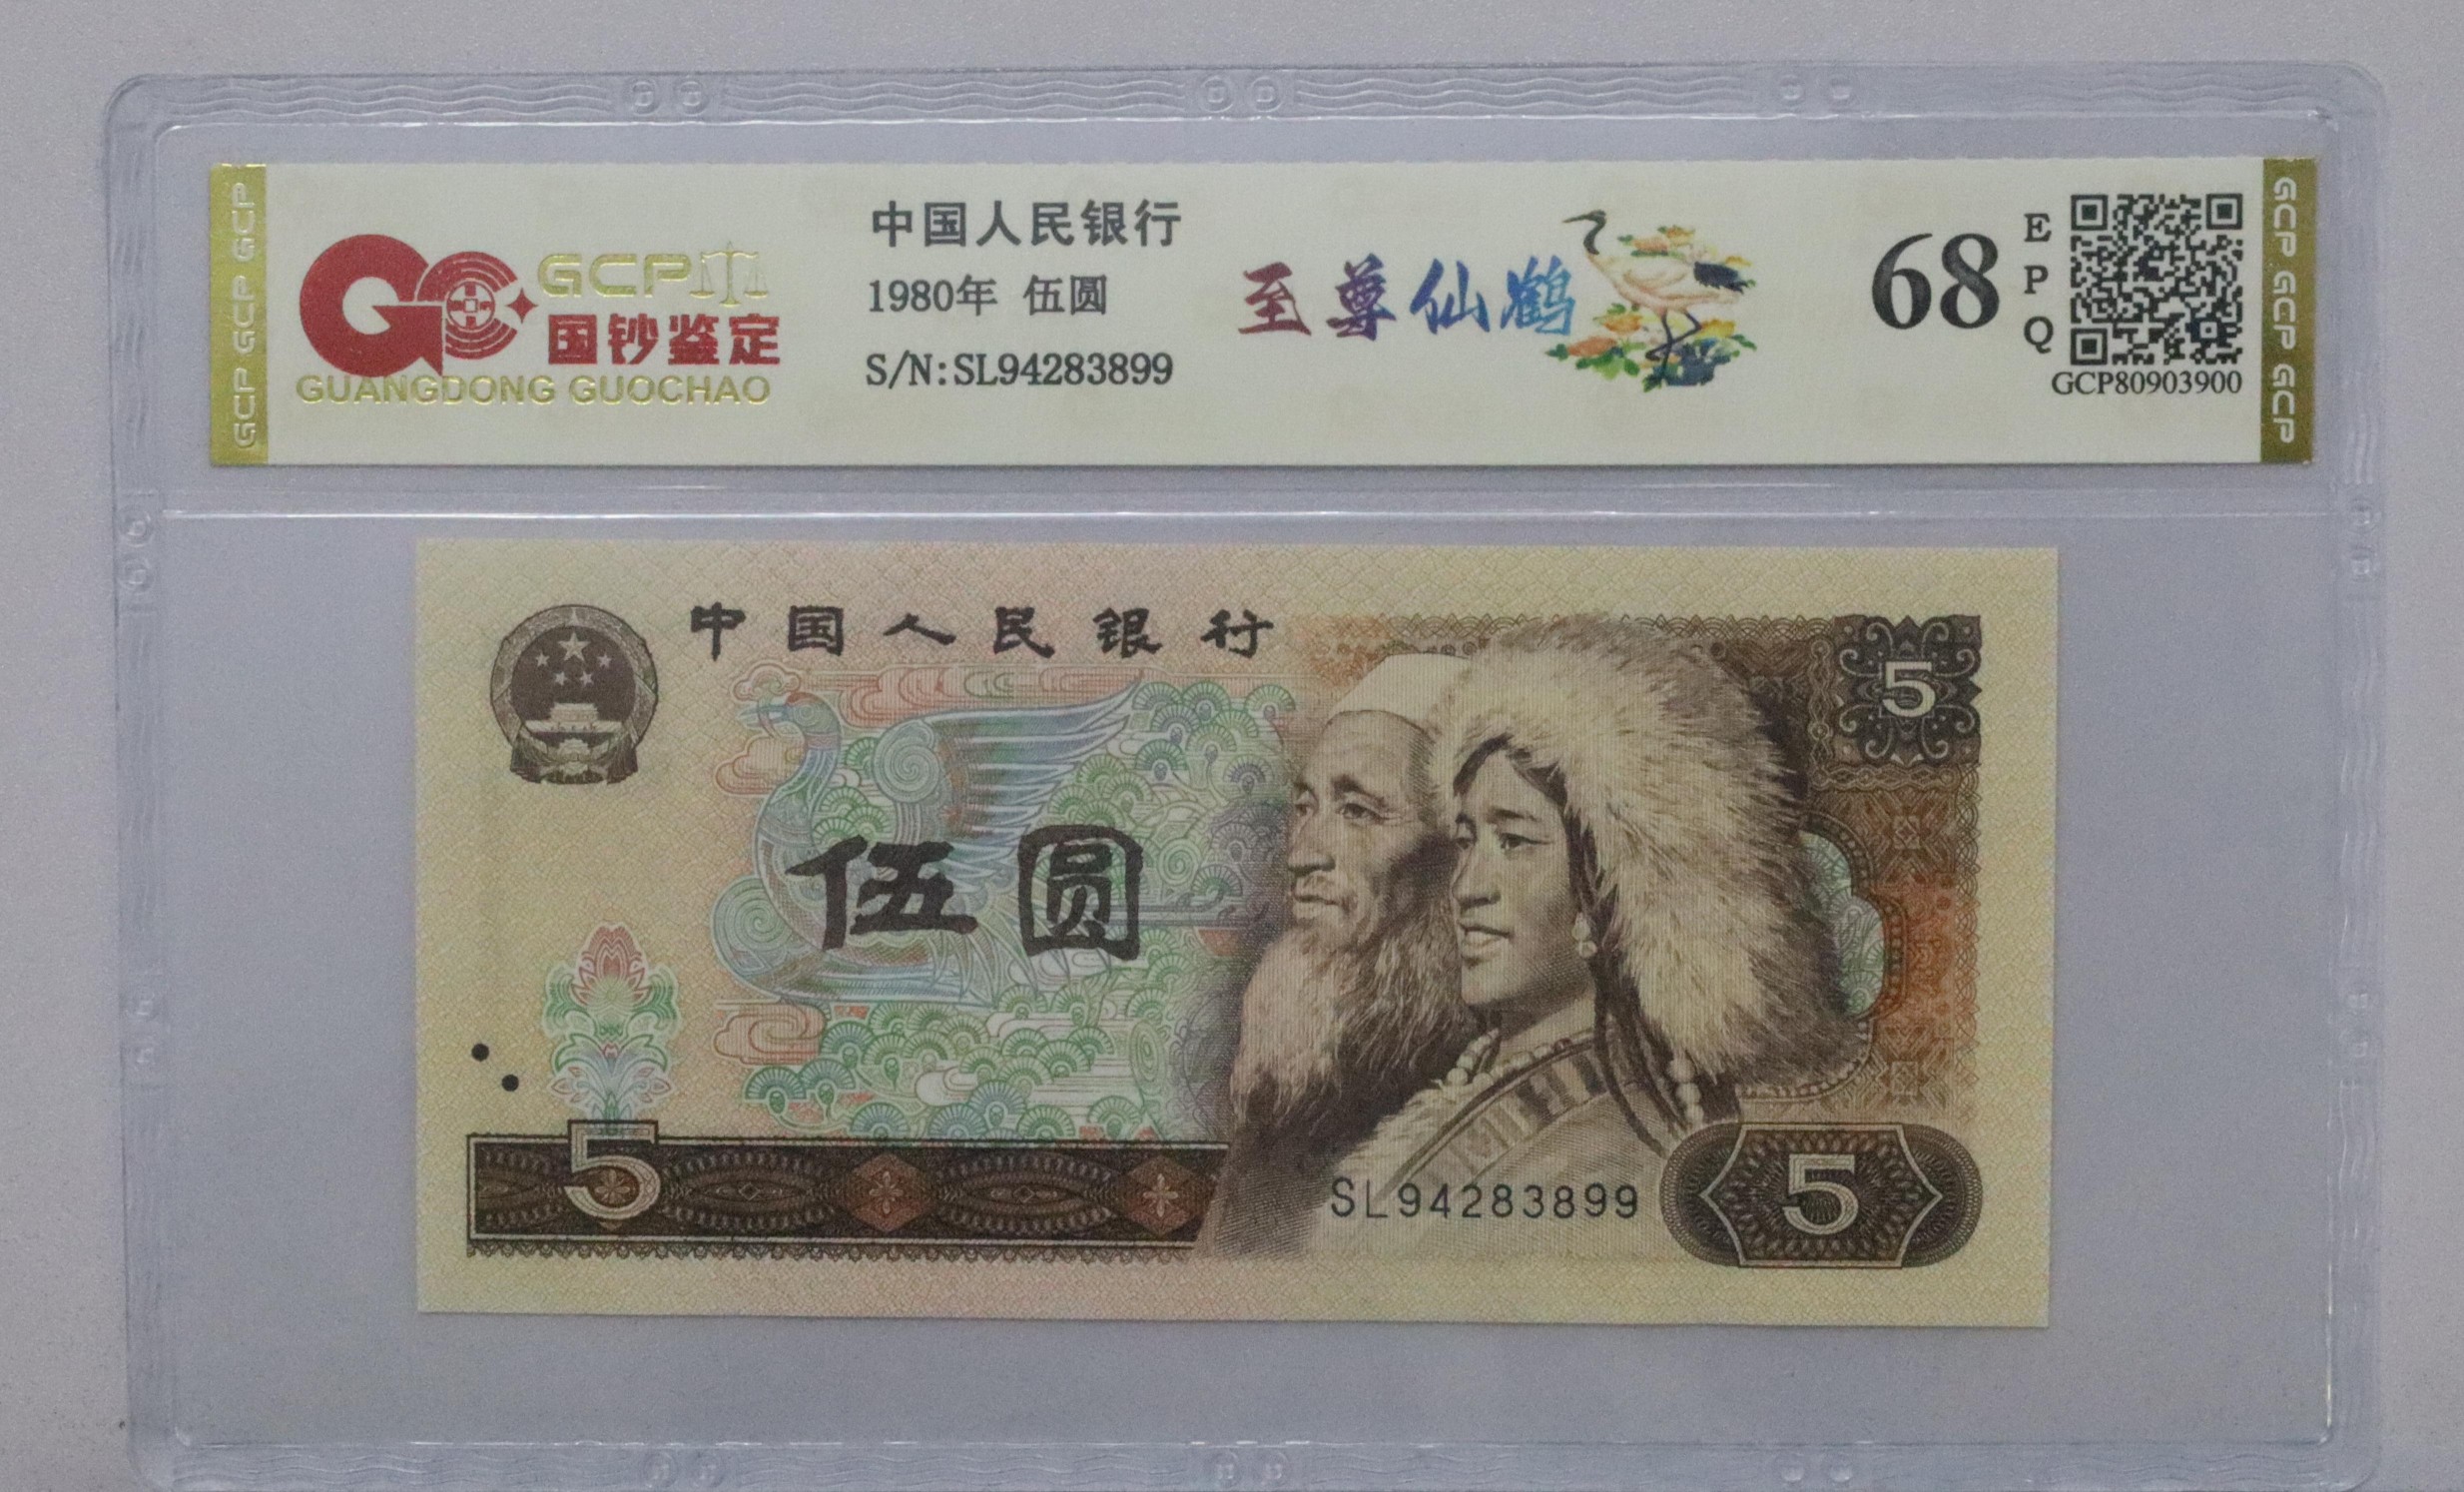 GCP GCP GCP
GCP
国钞鉴定
GUANGDONG GUOCHAO
中国人民银行
1980年 伍圆
S/N:SL94283899
至尊仙鹤
68
EPQ
GCP80903900
GCP GCP GCP
中国人民银行
5
伍圆
5
SL94283899
5